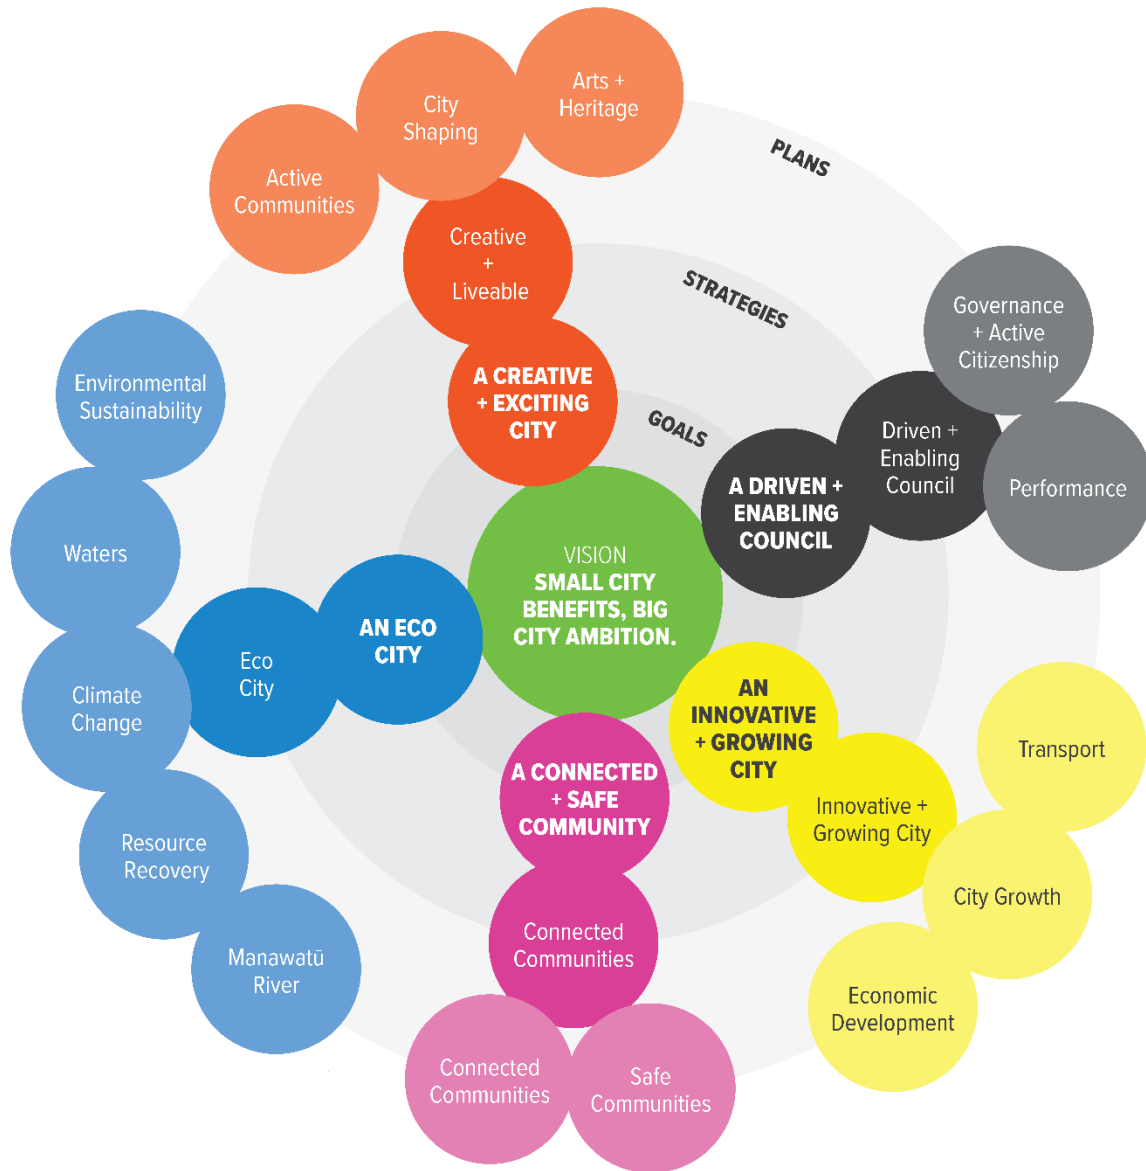 Arts +
Heritage
City
Shaping
Active
Communities
PLANS
Creative
+
Liveable
STRATEGIES
Governance
+ Active
Citizenship
A CREATIVE
+ EXCITING
CITY
GOALS
Environmental
Sustainability
Driven +
Enabling
Council
Performance
A DRIVEN +
ENABLING
COUNCIL
Waters
VISION
SMALL CITY
BENEFITS, BIG
CITY AMBITION.
AN ECO
CITY
Eco
City
Climate
Change
AN
INNOVATIVE
+ GROWING
CITY
Transport
A CONNECTED
+ SAFE
COMMUNITY
Innovative +
Growing City
Resource
Recovery
City Growth
Connected
Communities
Manawatū
River
Economic
Development
Connected
Communities
Safe
Communities